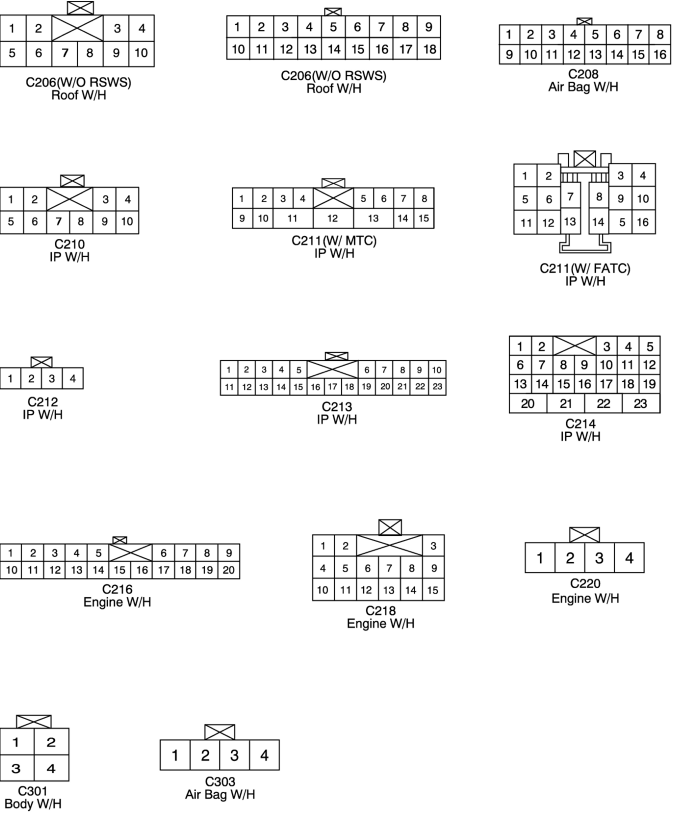 1 2 3 4
5 6 7 8 9 10
C206(W/O RSWS)
Roof W/H
1 2 3 4 5 6 7 8 9
10 11 12 13 14 15 16 17 18
C206(W/O RSWS)
Roof W/H
1 2 3 4 5 6 7 8
9 10 11 12 13 14 15 16
C208
Air Bag W/H
1 2 3 4
5 6 7 8 9 10
C210
IP W/H
1 2 3 4 5 6 7 8
9 10 11 12 13 14 15
C211(W/ MTC)
IP W/H
1 2 3 4
5 6 7 8 9 10
11 12 13 14 5 16
C211(W/ FATC)
IP W/H
1 2 3 4
C212
IP W/H
1 2 3 4 5 6 7 8 9 10
11 12 13 14 15 16 17 18 19 20 21 22 23
C213
IP W/H
1 2 3 4 5
6 7 8 9 10 11 12
13 14 15 16 17 18 19
20 21 22 23
C214
IP W/H
1 2 3 4 5 6 7 8 9
10 11 12 13 14 15 16 17 18 19 20
C216
Engine W/H
1 2 3
4 5 6 7 8 9
10 11 12 13 14 15
C218
Engine W/H
1 2 3 4
C220
Engine W/H
1 2
3 4
C301
Body W/H
1 2 3 4
C303
Air Bag W/H